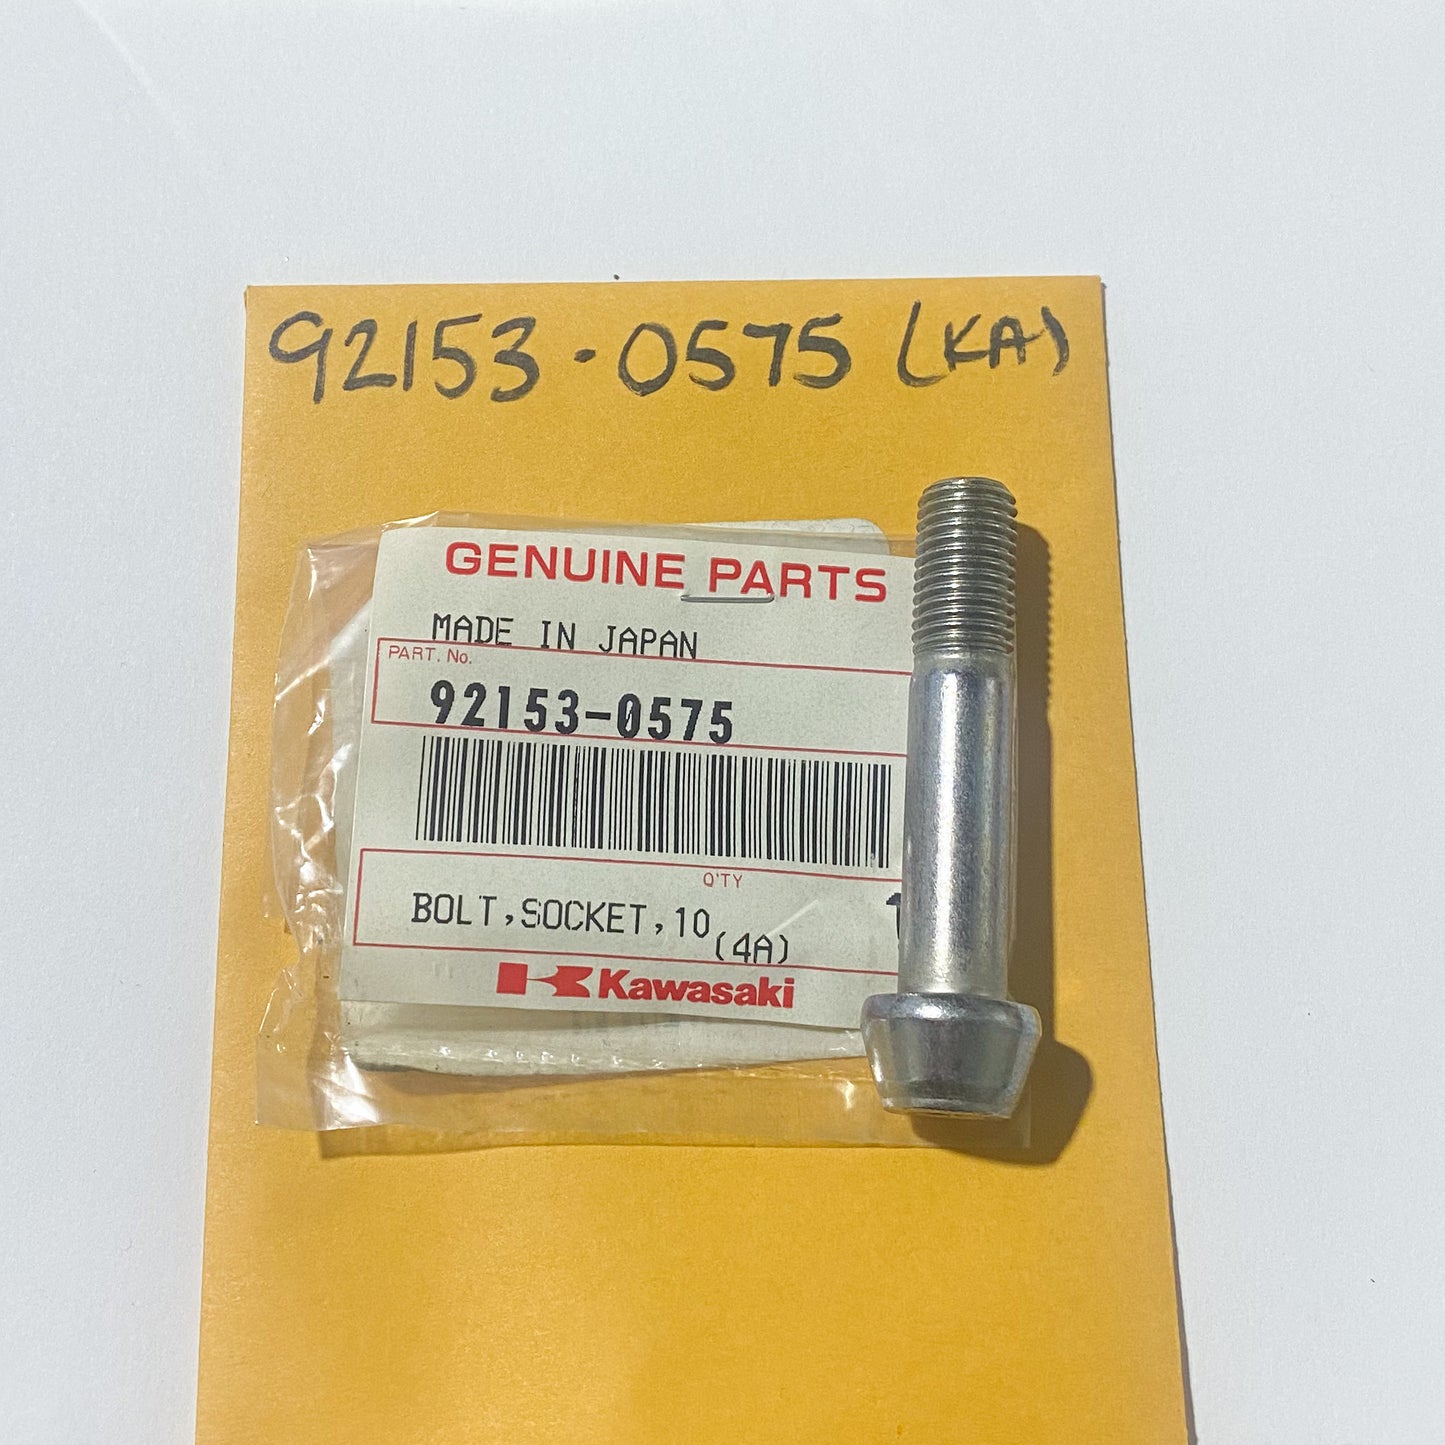 92153-0575 (KA)
GENUINE PARTS
MADE IN JAPAN
PART. No.
92153-0575
Q'TY
BOLT,SOCKET,10
(4A)
Kawasaki